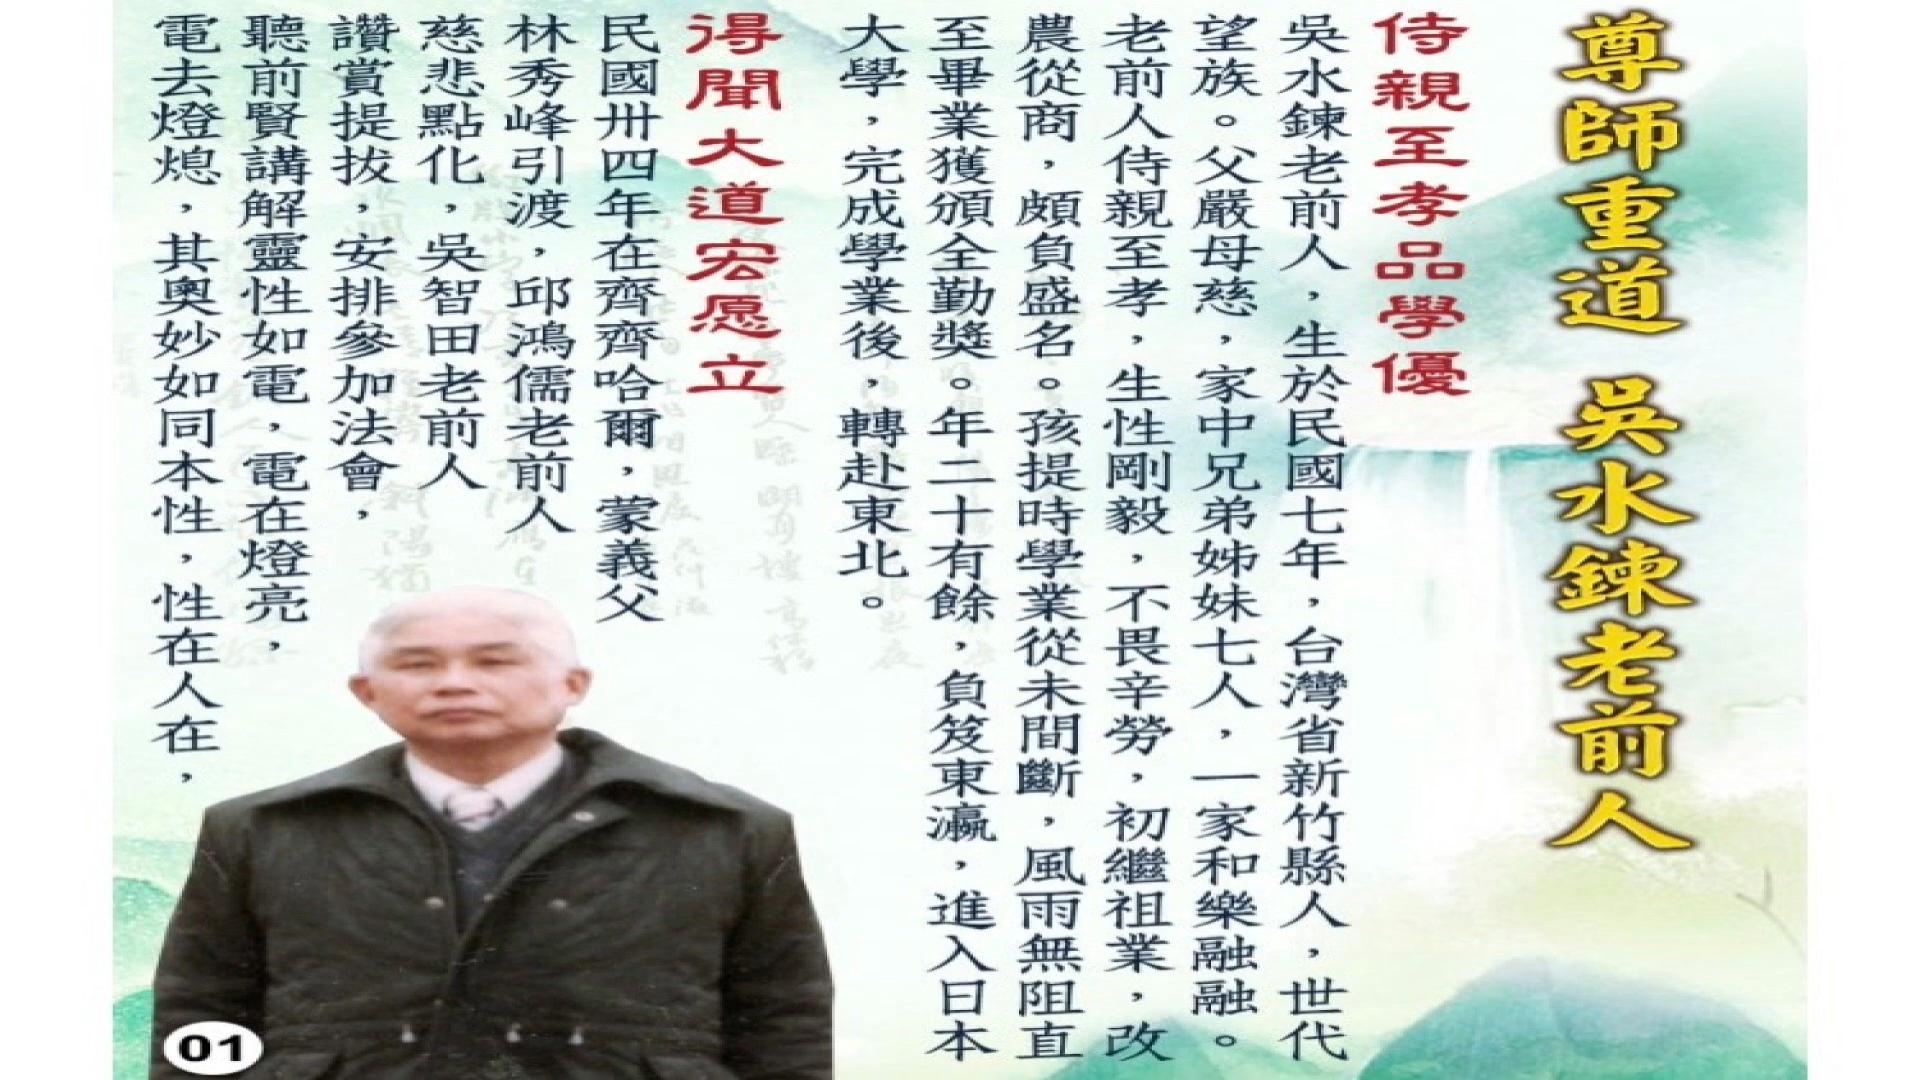 尊師重道 吳水鍊老前人
侍親至孝品學優
吳水鍊老前人，生於民國七年，台灣省新竹縣人，世代
望族。父嚴母慈，家中兄弟姊妹七人，一家和樂融融。
老前人侍親至孝，生性剛毅，不畏辛勞，初繼祖業，改
農從商，頗負盛名。孩提時學業從未間斷，風雨無阻直
至畢業獲頒全勤獎。年二十有餘，負笈東瀛，進入日本
大學，完成學業後，轉赴東北。
得聞大道宏愿立
民國卅四年在齊齊哈爾，蒙義父
林秀峰引渡，邱鴻儒老前人
慈悲點化，吳智田老前人
讚賞提拔，安排參加法會，
聽前賢講解靈性如電，電在燈亮，
電去燈熄，其奧妙如同本性，性在人在，
01